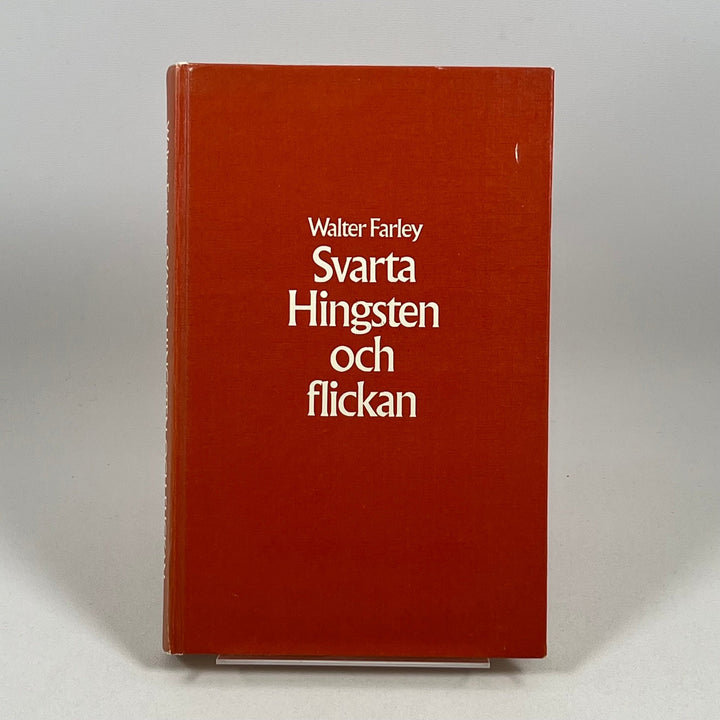 Walter Farley
Svarta
Hingsten
och
flickan